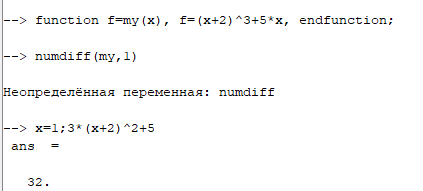 --> function f=my(x), f=(x+2)^3+5*x, endfunction;
--> numdiff(my,1)
Неопределённая переменная: numdiff
--> x=1;3*(x+2)^2+5
ans  =
32.